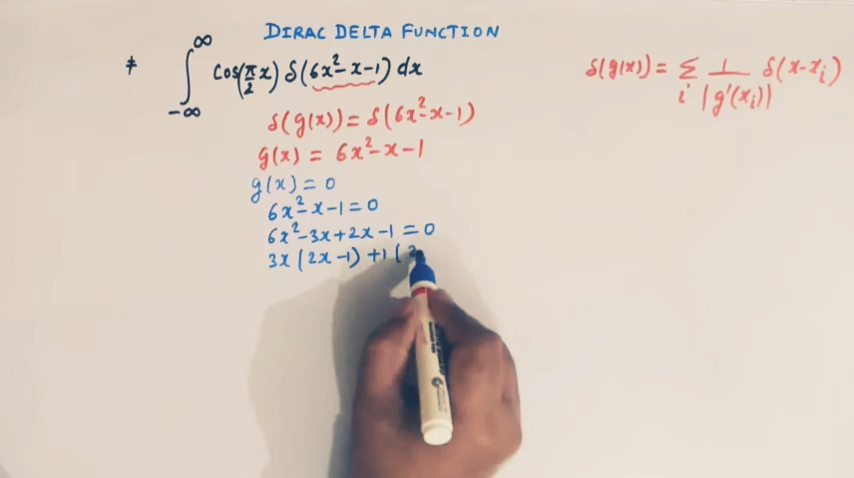 DIRAC DELTA FUNCTION
* ∫_{-∞}^{∞} cos(π/2 x) δ(6x²-x-1) dx
δ(g(x)) = Σ_i 1/|g'(x_i)| δ(x-x_i)
δ(g(x)) = δ(6x²-x-1)
g(x) = 6x²-x-1
g(x) = 0
6x²-x-1 = 0
6x²-3x+2x-1 = 0
3x(2x-1) +1(2